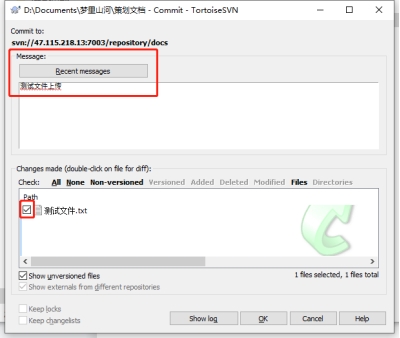 D:\Documents\梦里山河\策划文档 - Commit - TortoiseSVN
Commit to:
svn://47.115.218.13:7003/repository/docs
Message:
Recent messages
测试文件上传
Changes made (double-click on file for diff):
Check: All None Non-versioned Versioned Added Deleted Modified Files Directories
Path
测试文件.txt
Show unversioned files
1 files selected, 1 files total
Show externals from different repositories
Keep locks
Keep changelists
Show log
OK
Cancel
Help